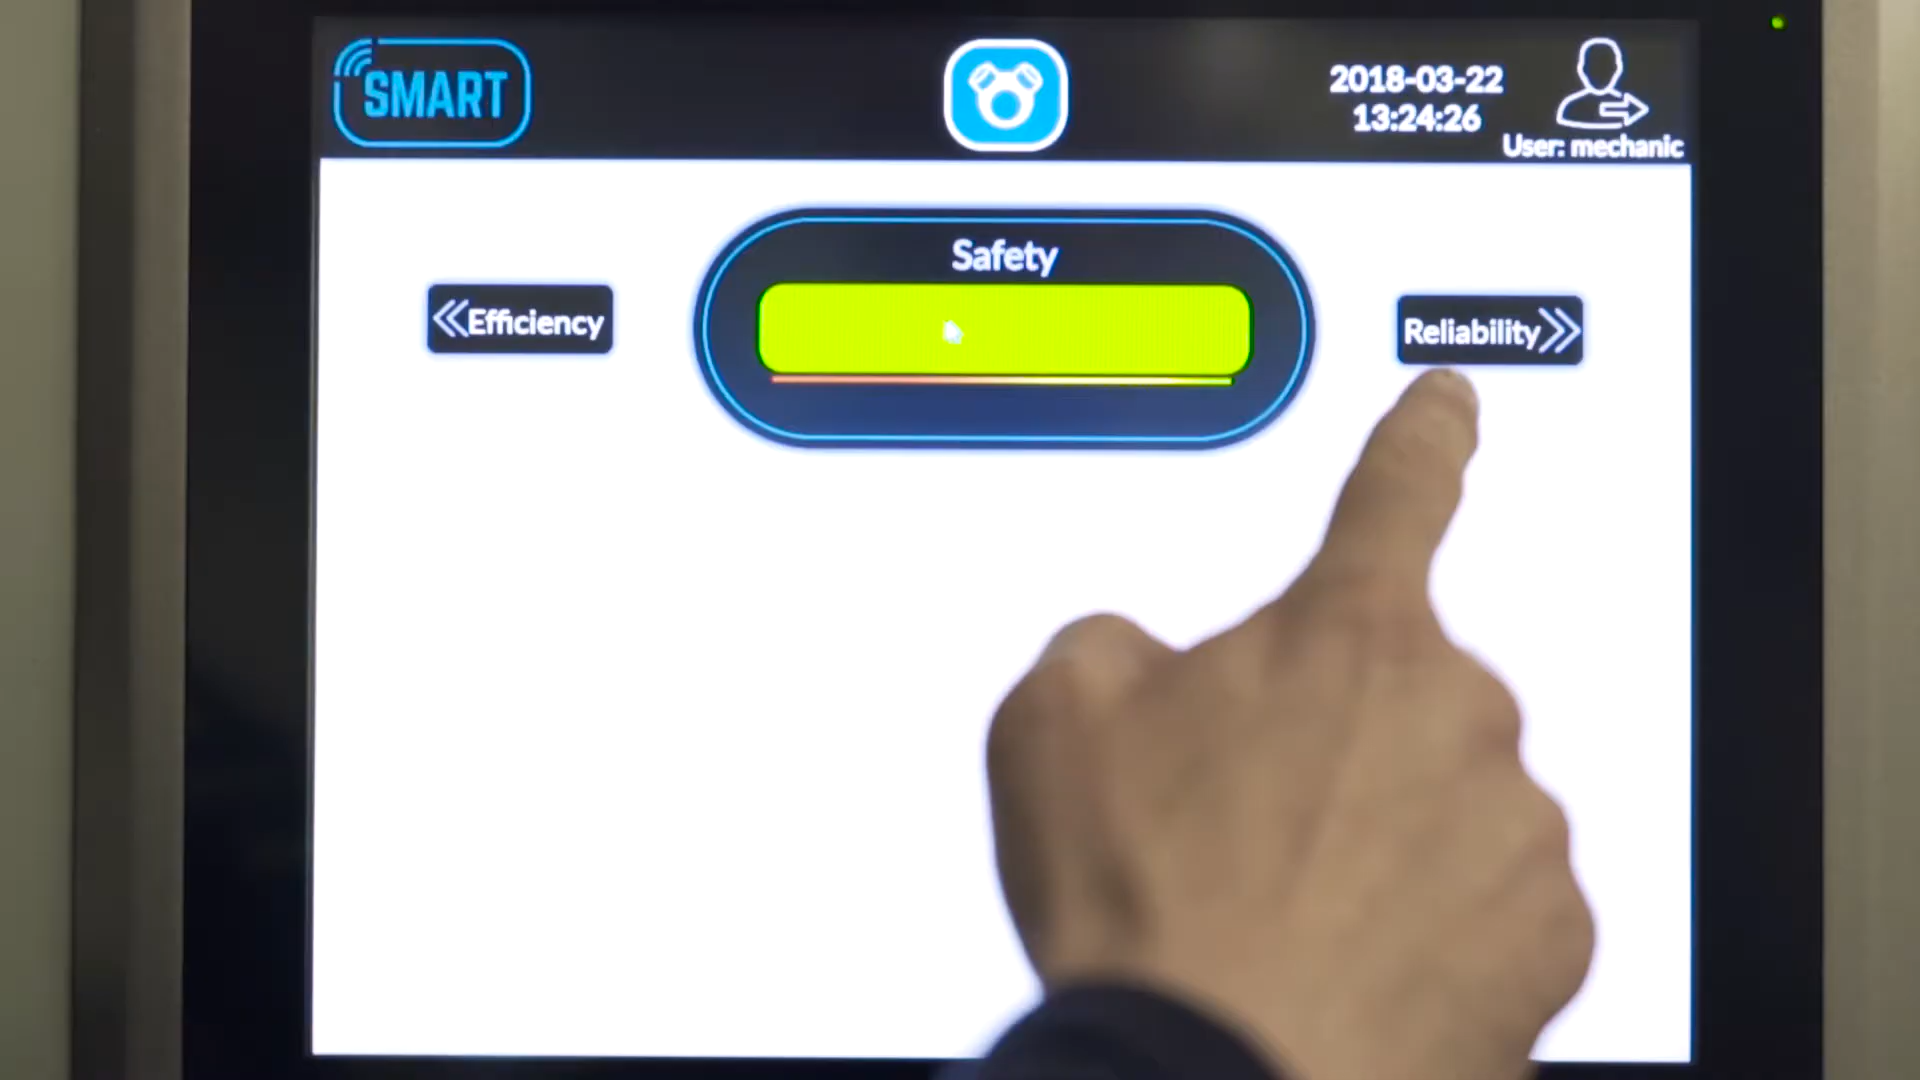 SMART
2018-03-22
13:24:26
User: mechanic
Safety
Efficiency
Reliability